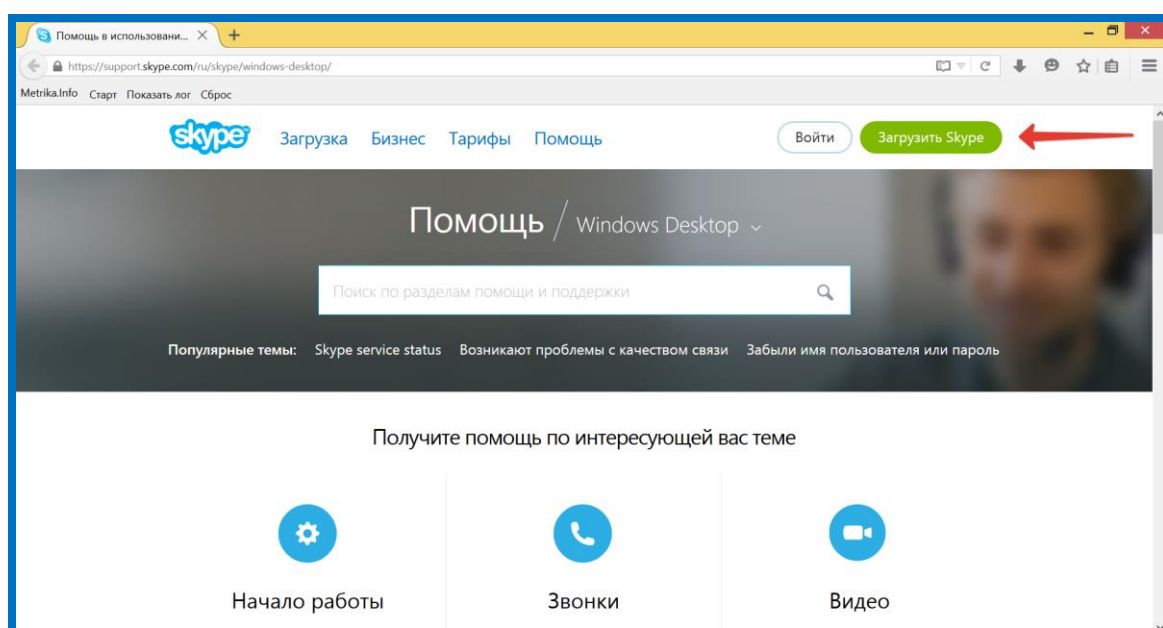 Помощь в использовани...
https://support.skype.com/ru/skype/windows-desktop/
Metrika.Info Старт Показать лог Сброс
skype Загрузка Бизнес Тарифы Помощь Войти Загрузить Skype
Помощь / Windows Desktop
Поиск по разделам помощи и поддержки
Популярные темы: Skype service status Возникают проблемы с качеством связи Забыли имя пользователя или пароль
Получите помощь по интересующей вас теме
Начало работы Звонки Видео